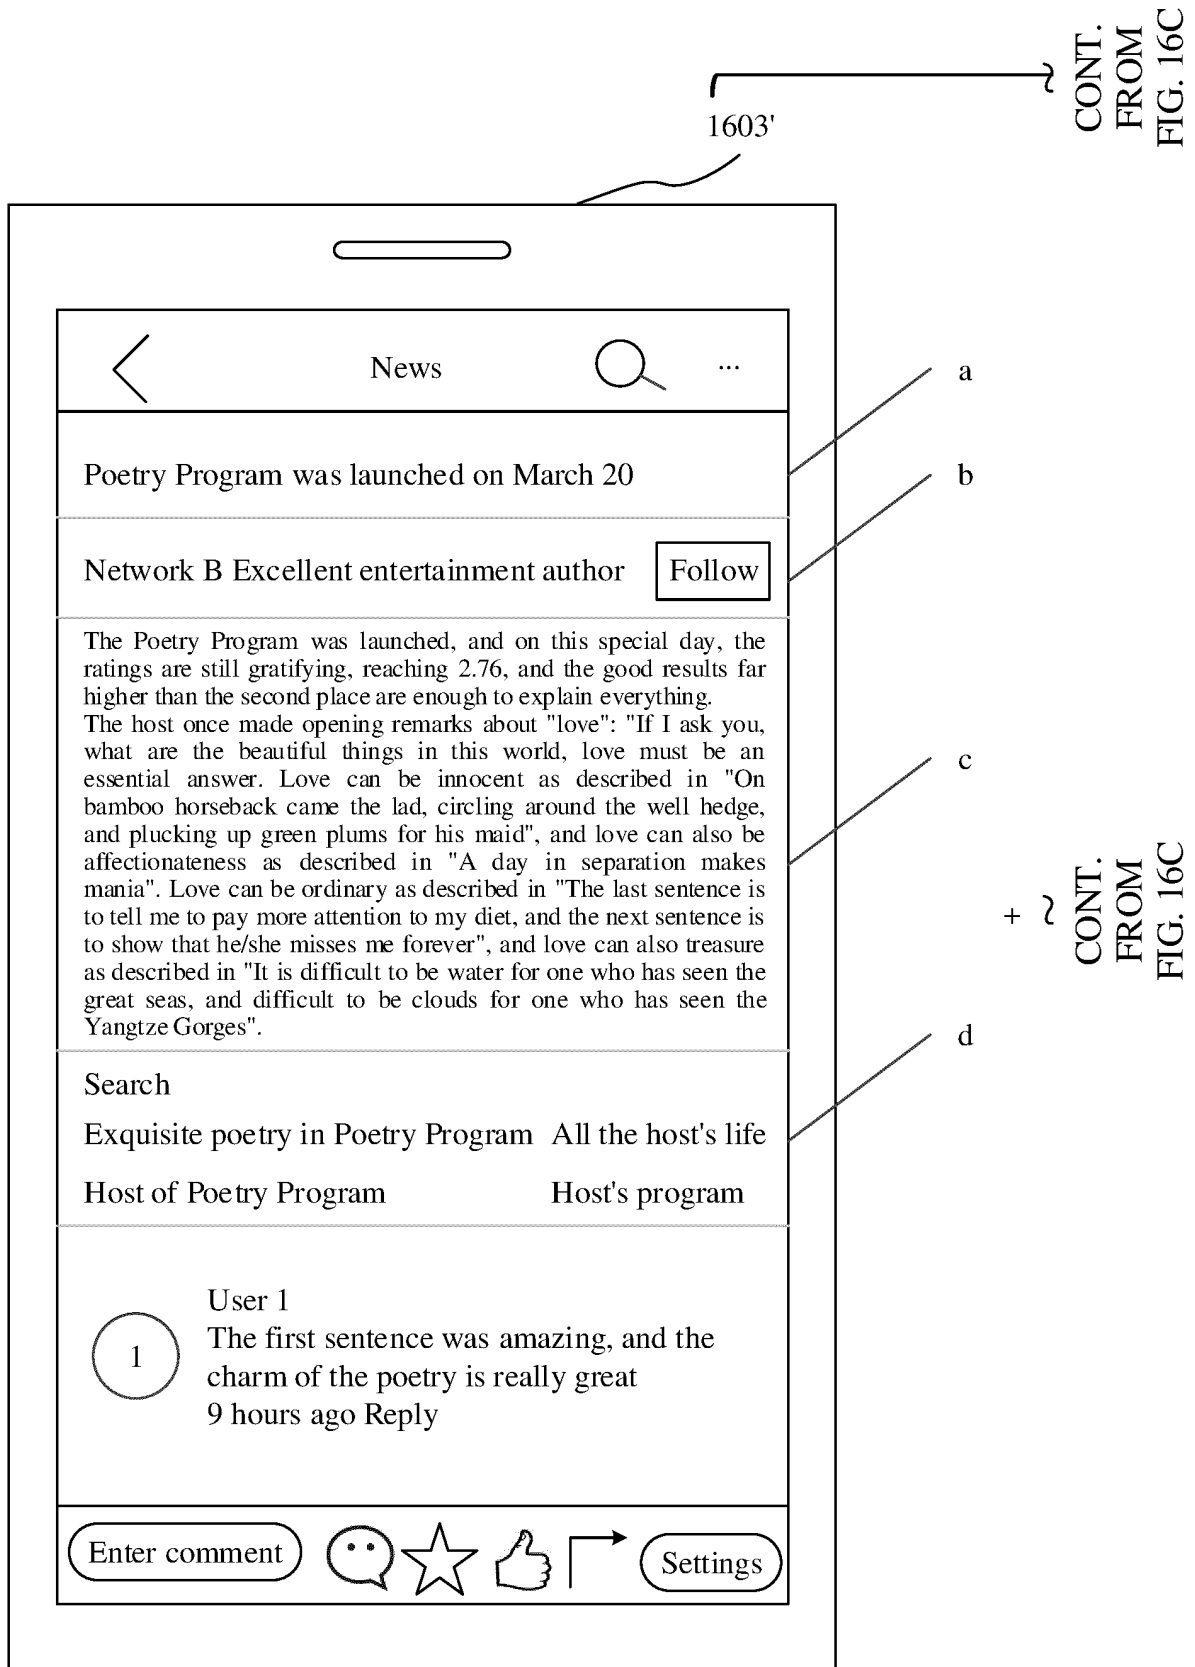 CONT.
FROM
FIG. 16C
1603'
News
...
a
Poetry Program was launched on March 20
b
Network B Excellent entertainment author
Follow
The Poetry Program was launched, and on this special day, the
ratings are still gratifying, reaching 2.76, and the good results far
higher than the second place are enough to explain everything.
The host once made opening remarks about "love": "If I ask you,
what are the beautiful things in this world, love must be an
essential answer. Love can be innocent as described in "On
bamboo horseback came the lad, circling around the well hedge,
and plucking up green plums for his maid", and love can also be
affectionateness as described in "A day in separation makes
mania". Love can be ordinary as described in "The last sentence is
to tell me to pay more attention to my diet, and the next sentence is
to show that he/she misses me forever", and love can also treasure
as described in "It is difficult to be water for one who has seen the
great seas, and difficult to be clouds for one who has seen the
Yangtze Gorges".
c
+
CONT.
FROM
FIG. 16C
d
Search
Exquisite poetry in Poetry Program
All the host's life
Host of Poetry Program
Host's program
1
User 1
The first sentence was amazing, and the
charm of the poetry is really great
9 hours ago Reply
Enter comment
Settings